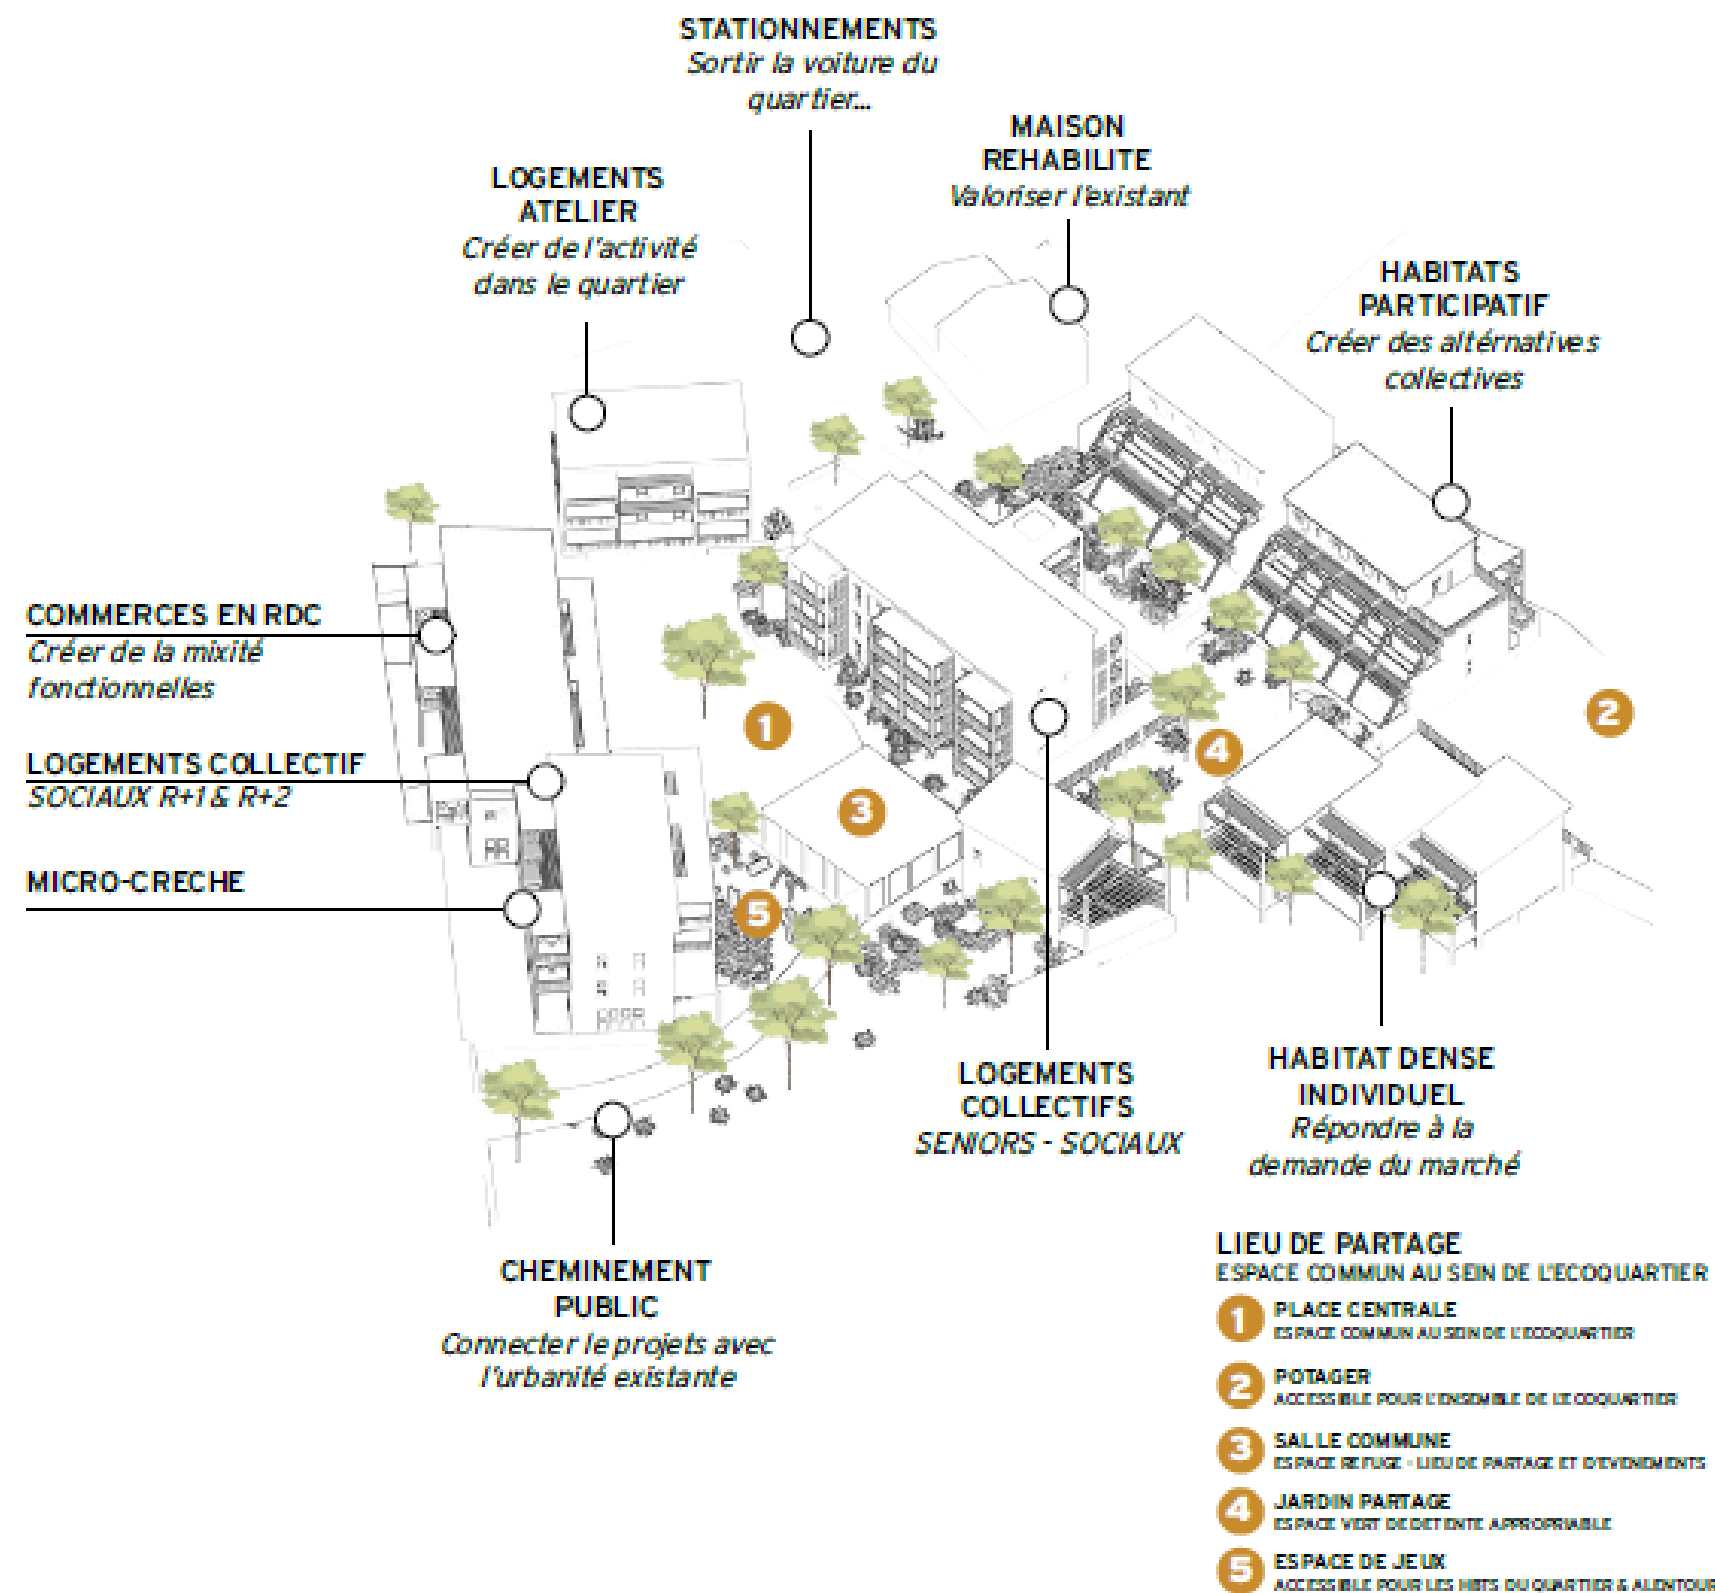 STATIONNEMENTS
Sortir la voiture du
quartier...
MAISON
REHABILITE
Valoriser l'existant
LOGEMENTS
ATELIER
Créer de l'activité
dans le quartier
HABITATS
PARTICIPATIF
Créer des altérnatives
collectives
COMMERCES EN RDC
Créer de la mixité
fonctionnelles
LOGEMENTS COLLECTIF
SOCIAUX R+1 & R+2
MICRO-CRECHE
1
2
3
4
5
LOGEMENTS
COLLECTIFS
SENIORS - SOCIAUX
HABITAT DENSE
INDIVIDUEL
Répondre à la
demande du marché
CHEMINEMENT
PUBLIC
Connecter le projets avec
l'urbanité existante
LIEU DE PARTAGE
ESPACE COMMUN AU SEIN DE L'ECOQUARTIER
1 PLACE CENTRALE
ESPACE COMMUN AU SEIN DE L'ECOQUARTIER
2 POTAGER
ACCESSIBLE POUR L'ENSEMBLE DE L'ECOQUARTIER
3 SALLE COMMUNE
ESPACE REFUGE - LIEU DE PARTAGE ET D'EVENEMENTS
4 JARDIN PARTAGE
ESPACE VERT DE DETENTE APPROPRIABLE
5 ESPACE DE JEUX
ACCESSIBLE POUR LES HBTS DU QUARTIER & ALENTOUR